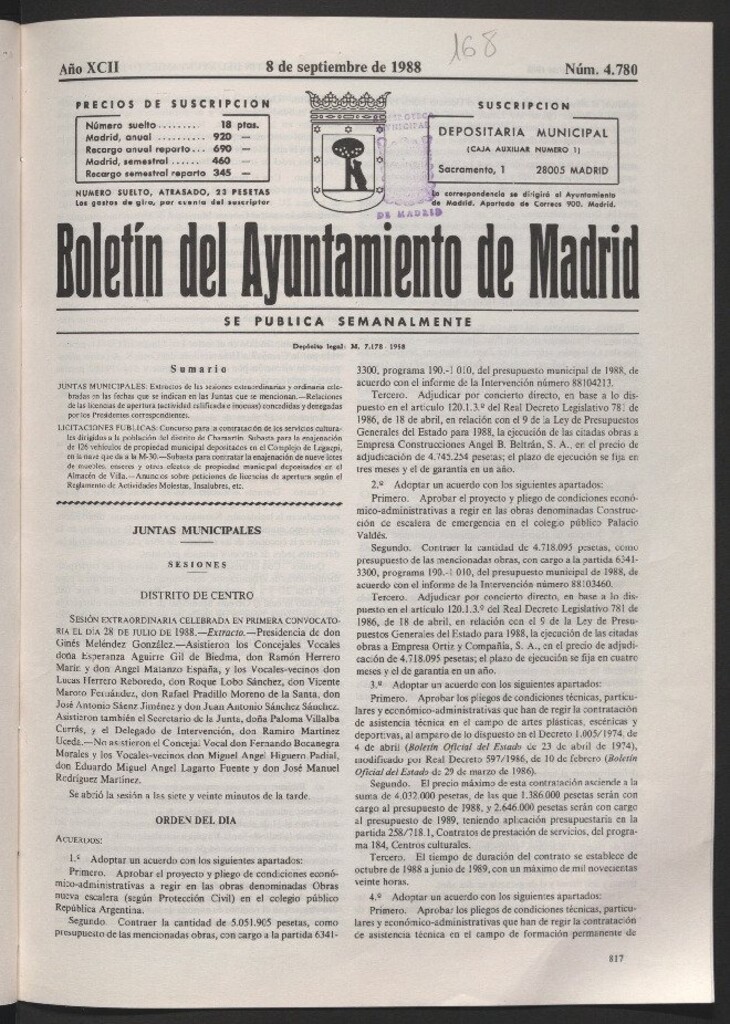 168
Año XCII
8 de septiembre de 1988
Núm. 4.780
PRECIOS DE SUSCRIPCION
Número suelto......... 18 ptas.
Madrid, anual .......... 920 —
Recargo anual reporto... 690 —
Madrid, semestral ...... 460 —
Recargo semestral reparto 345 —
NUMERO SUELTO, ATRASADO, 23 PESETAS
Los gastos de giro, por cuenta del suscriptor
DE MADRID
SUSCRIPCION
DEPOSITARIA MUNICIPAL
(CAJA AUXILIAR NUMERO 1)
Sacramento, 1 28005 MADRID
La correspondencia se dirigirá al Ayuntamiento
de Madrid. Apartado de Correos 900. Madrid.
Boletín del Ayuntamiento de Madrid
SE PUBLICA SEMANALMENTE
Depósito legal: M. 7.178 - 1958
Sumario
JUNTAS MUNICIPALES: Extractos de las sesiones extraordinarias y ordinaria cele-
bradas en las fechas que se indican en las Juntas que se mencionan.—Relaciones
de las licencias de apertura (actividad calificada e inocuas) concedidas y denegadas
por los Presidentes correspondientes.
LICITACIONES PUBLICAS: Concurso para la contratación de los servicios cultura-
les dirigidos a la población del distrito de Chamartín. Subasta para la enajenación
de 126 vehículos de propiedad municipal depositados en el Complejo de Legazpi,
en la nave que da a la M-30.—Subasta para contratar la enajenación de nueve lotes
de muebles, enseres y otros efectos de propiedad municipal depositados en el
Almacén de Villa.—Anuncios sobre peticiones de licencias de apertura según el
Reglamento de Actividades Molestas, Insalubres, etc.
JUNTAS MUNICIPALES
SESIONES
DISTRITO DE CENTRO
SESIÓN EXTRAORDINARIA CELEBRADA EN PRIMERA CONVOCATO-
RIA EL DÍA 28 DE JULIO DE 1988.—Extracto.—Presidencia de don
Ginés Meléndez González.—Asistieron los Concejales Vocales
doña Esperanza Aguirre Gil de Biedma, don Ramón Herrero
Marín y don Angel Matanzo España, y los Vocales-vecinos don
Lucas Herrero Reboredo, don Roque Lobo Sánchez, don Vicente
Maroto Fernández, don Rafael Pradillo Moreno de la Santa, don
José Antonio Sáenz Jiménez y don Juan Antonio Sánchez Sánchez.
Asistieron también el Secretario de la Junta, doña Paloma Villalba
Currás, y el Delegado de Intervención, don Ramiro Martínez
Uceda.—No asistieron el Concejal Vocal don Fernando Bocanegra
Morales y los Vocales-vecinos don Miguel Angel Higuero Padial,
don Eduardo Miguel Angel Lagarto Fuente y don José Manuel
Rodríguez Martínez.
Se abrió la sesión a las siete y veinte minutos de la tarde.
ORDEN DEL DIA
ACUERDOS:
1.º Adoptar un acuerdo con los siguientes apartados:
Primero. Aprobar el proyecto y pliego de condiciones econó-
mico-administrativas a regir en las obras denominadas Obras
nueva escalera (según Protección Civil) en el colegio público
República Argentina.
Segundo. Contraer la cantidad de 5.051.905 pesetas, como
presupuesto de las mencionadas obras, con cargo a la partida 6341-
3300, programa 190.-1 010, del presupuesto municipal de 1988, de
acuerdo con el informe de la Intervención número 88104213.
Tercero. Adjudicar por concierto directo, en base a lo dis-
puesto en el artículo 120.1.3.º del Real Decreto Legislativo 781 de
1986, de 18 de abril, en relación con el 9 de la Ley de Presupuestos
Generales del Estado para 1988, la ejecución de las citadas obras a
Empresa Construcciones Angel B. Beltrán, S. A., en el precio de
adjudicación de 4.745.254 pesetas; el plazo de ejecución se fija en
tres meses y el de garantía en un año.
2.º Adoptar un acuerdo con los siguientes apartados:
Primero. Aprobar el proyecto y pliego de condiciones econó-
mico-administrativas a regir en las obras denominadas Construc-
ción de escalera de emergencia en el colegio público Palacio
Valdés.
Segundo. Contraer la cantidad de 4.718.095 pesetas, como
presupuesto de las mencionadas obras, con cargo a la partida 6341-
3300, programa 190.-1 010, del presupuesto municipal de 1988, de
acuerdo con el informe de la Intervención número 88103460.
Tercero. Adjudicar por concierto directo, en base a lo dis-
puesto en el artículo 120.1.3.º del Real Decreto Legislativo 781 de
1986, de 18 de abril, en relación con el 9 de la Ley de Presu-
puestos Generales del Estado para 1988, la ejecución de las citadas
obras a Empresa Ortiz y Compañía, S. A., en el precio de adjudi-
cación de 4.718.095 pesetas; el plazo de ejecución se fija en cuatro
meses y el de garantía en un año.
3.º Adoptar un acuerdo con los siguientes apartados:
Primero. Aprobar los pliegos de condiciones técnicas, particu-
lares y económico-administrativas que han de regir la contratación
de asistencia técnica en el campo de artes plásticas, escénicas y
deportivas, al amparo de lo dispuesto en el Decreto 1.005/1974, de
4 de abril (Boletín Oficial del Estado de 23 de abril de 1974),
modificado por Real Decreto 597/1986, de 10 de febrero (Boletín
Oficial del Estado de 29 de marzo de 1986).
Segundo. El precio máximo de esta contratación asciende a la
suma de 4.032.000 pesetas, de las que 1.386.000 pesetas serán con
cargo al presupuesto de 1988, y 2.646.000 pesetas serán con cargo
al presupuesto de 1989, teniendo aplicación presupuestaria en la
partida 258/718.1, Contratos de prestación de servicios, del progra-
ma 184, Centros culturales.
Tercero. El tiempo de duración del contrato se establece de
octubre de 1988 a junio de 1989, con un máximo de mil novecientas
veinte horas.
4.º Adoptar un acuerdo con los siguientes apartados:
Primero. Aprobar los pliegos de condiciones técnicas, particu-
lares y económico-administrativas que han de regir la contratación
de asistencia técnica en el campo de formación permanente de
817